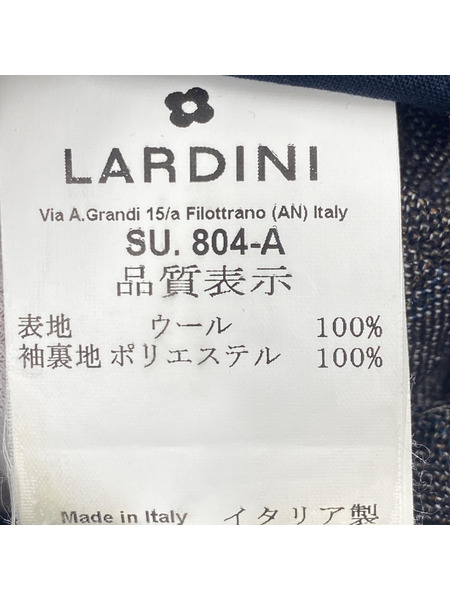 LARDINI
Via A.Grandi 15/a Filottrano (AN) Italy
SU. 804-A
品質表示
表地 ウール 100%
袖裏地 ポリエステル 100%
Made in Italy イタリア製